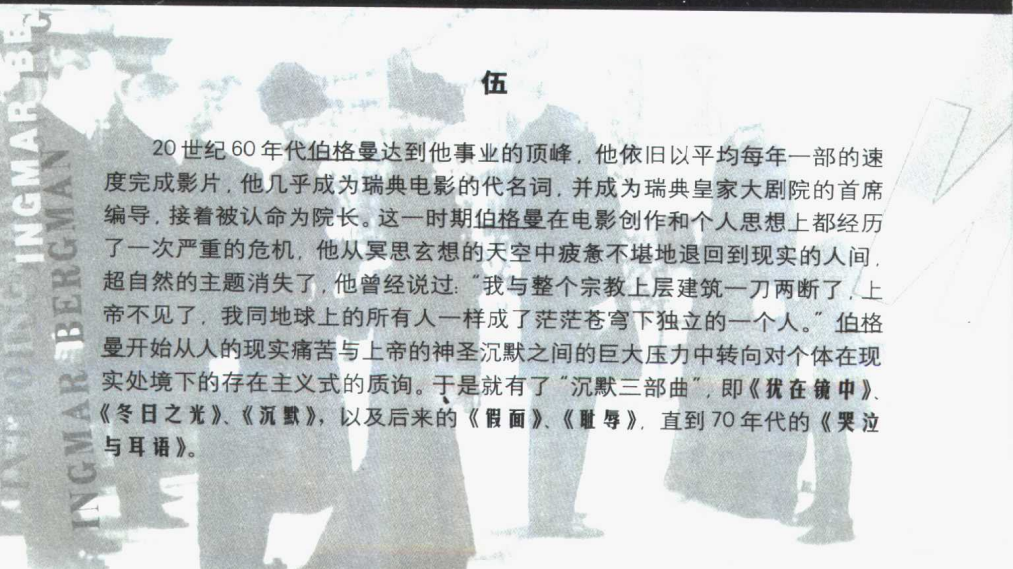 伍
20世纪60年代伯格曼达到他事业的顶峰，他依旧以平均每年一部的速
度完成影片，他几乎成为瑞典电影的代名词，并成为瑞典皇家大剧院的首席
编导，接着被认命为院长。这一时期伯格曼在电影创作和个人思想上都经历
了一次严重的危机，他从冥思玄想的天空中疲惫不堪地退回到现实的人间，
超自然的主题消失了，他曾经说过：“我与整个宗教上层建筑一刀两断了，上
帝不见了，我同地球上的所有人一样成了茫茫苍穹下独立的一个人。”伯格
曼开始从人的现实痛苦与上帝的神圣沉默之间的巨大压力中转向对个体在现
实处境下的存在主义式的质询。于是就有了“沉默三部曲”，即《犹在镜中》、
《冬日之光》、《沉默》，以及后来的《假面》、《耻辱》，直到70年代的《哭泣
与耳语》。
INGMAR BE
INGMAR BERGMAN